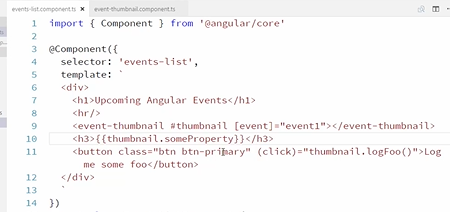 events-list.component.ts
event-thumbnail.component.ts
1 import { Component } from '@angular/core'
2
3 @Component({
4 selector: 'events-list',
5 template: `
6 <div>
7 <h1>Upcoming Angular Events</h1>
8 <hr/>
9 <event-thumbnail #thumbnail [event]="event1"></event-thumbnail>
10 <h3>{{thumbnail.someProperty}}</h3>
11 <button class="btn btn-primary" (click)="thumbnail.logFoo()">Log
me some foo</button>
12 </div>
13 `
14 })